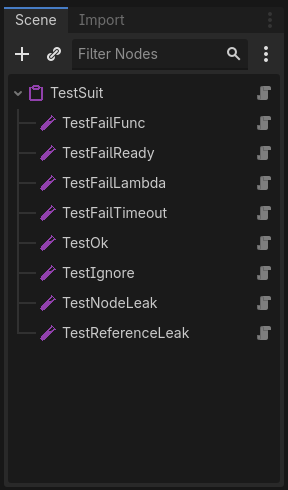 Scene Import
Filter Nodes
TestSuit
TestFailFunc
TestFailReady
TestFailLambda
TestFailTimeout
TestOk
TestIgnore
TestNodeLeak
TestReferenceLeak